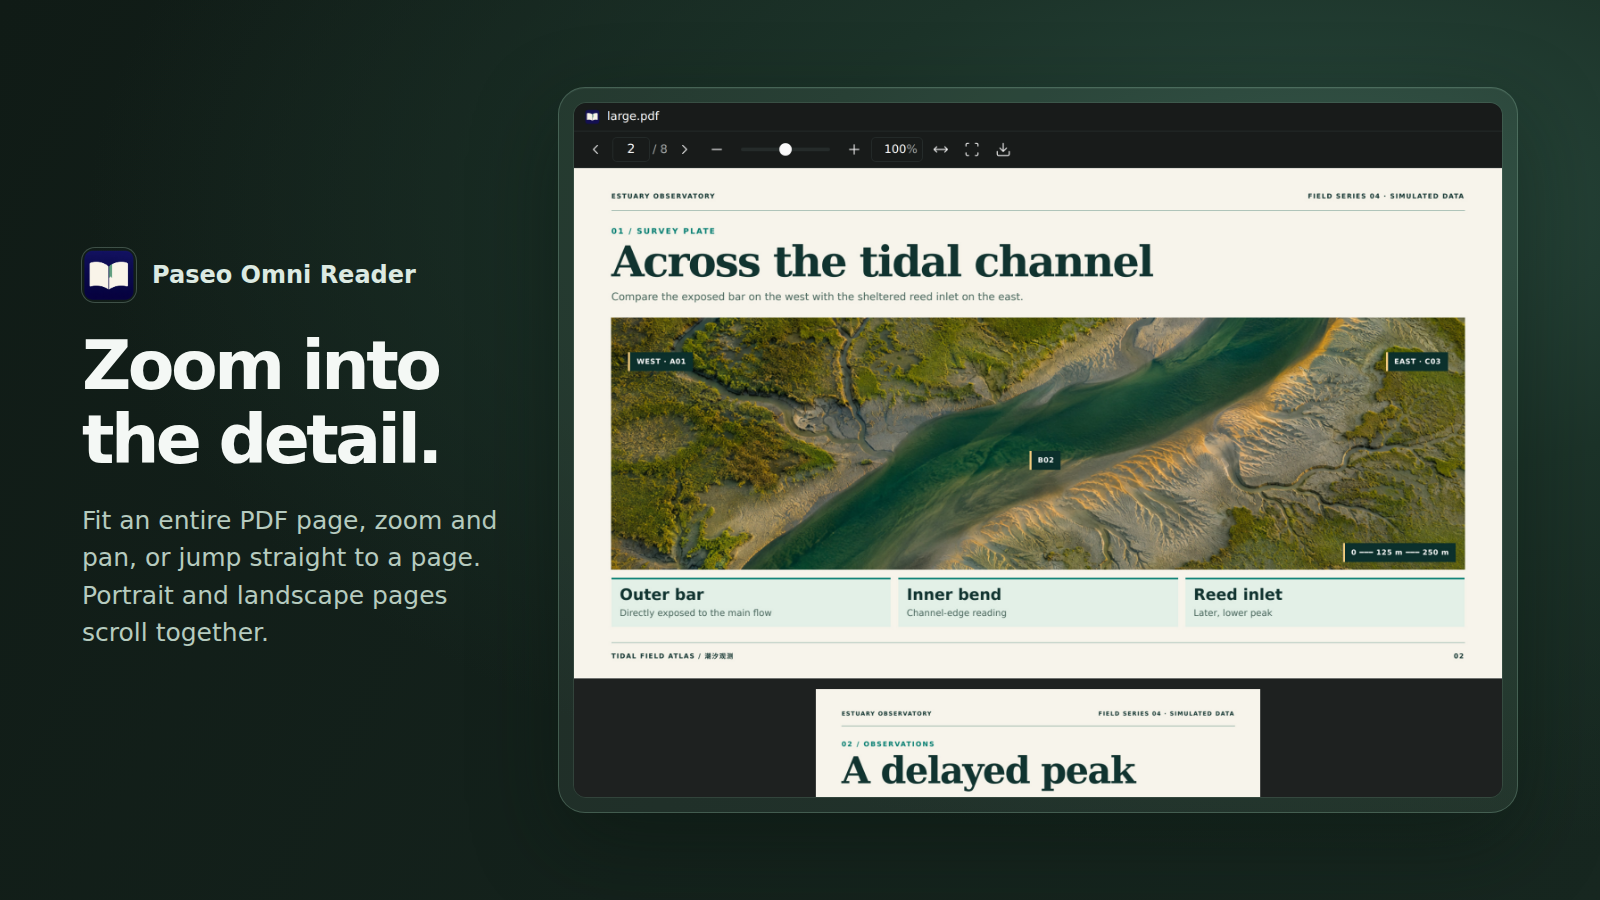 Paseo Omni Reader
Zoom into
the detail.
Fit an entire PDF page, zoom and
pan, or jump straight to a page.
Portrait and landscape pages
scroll together.
large.pdf
2 / 8 100%
ESTUARY OBSERVATORY FIELD SERIES 04 · SIMULATED DATA
01 / SURVEY PLATE
Across the tidal channel
Compare the exposed bar on the west with the sheltered reed inlet on the east.
WEST · A01
EAST · C03
B02
0 —— 125 m —— 250 m
Outer bar
Directly exposed to the main flow
Inner bend
Channel-edge reading
Reed inlet
Later, lower peak
TIDAL FIELD ATLAS / 潮汐观测 02
ESTUARY OBSERVATORY FIELD SERIES 04 · SIMULATED DATA
02 / OBSERVATIONS
A delayed peak